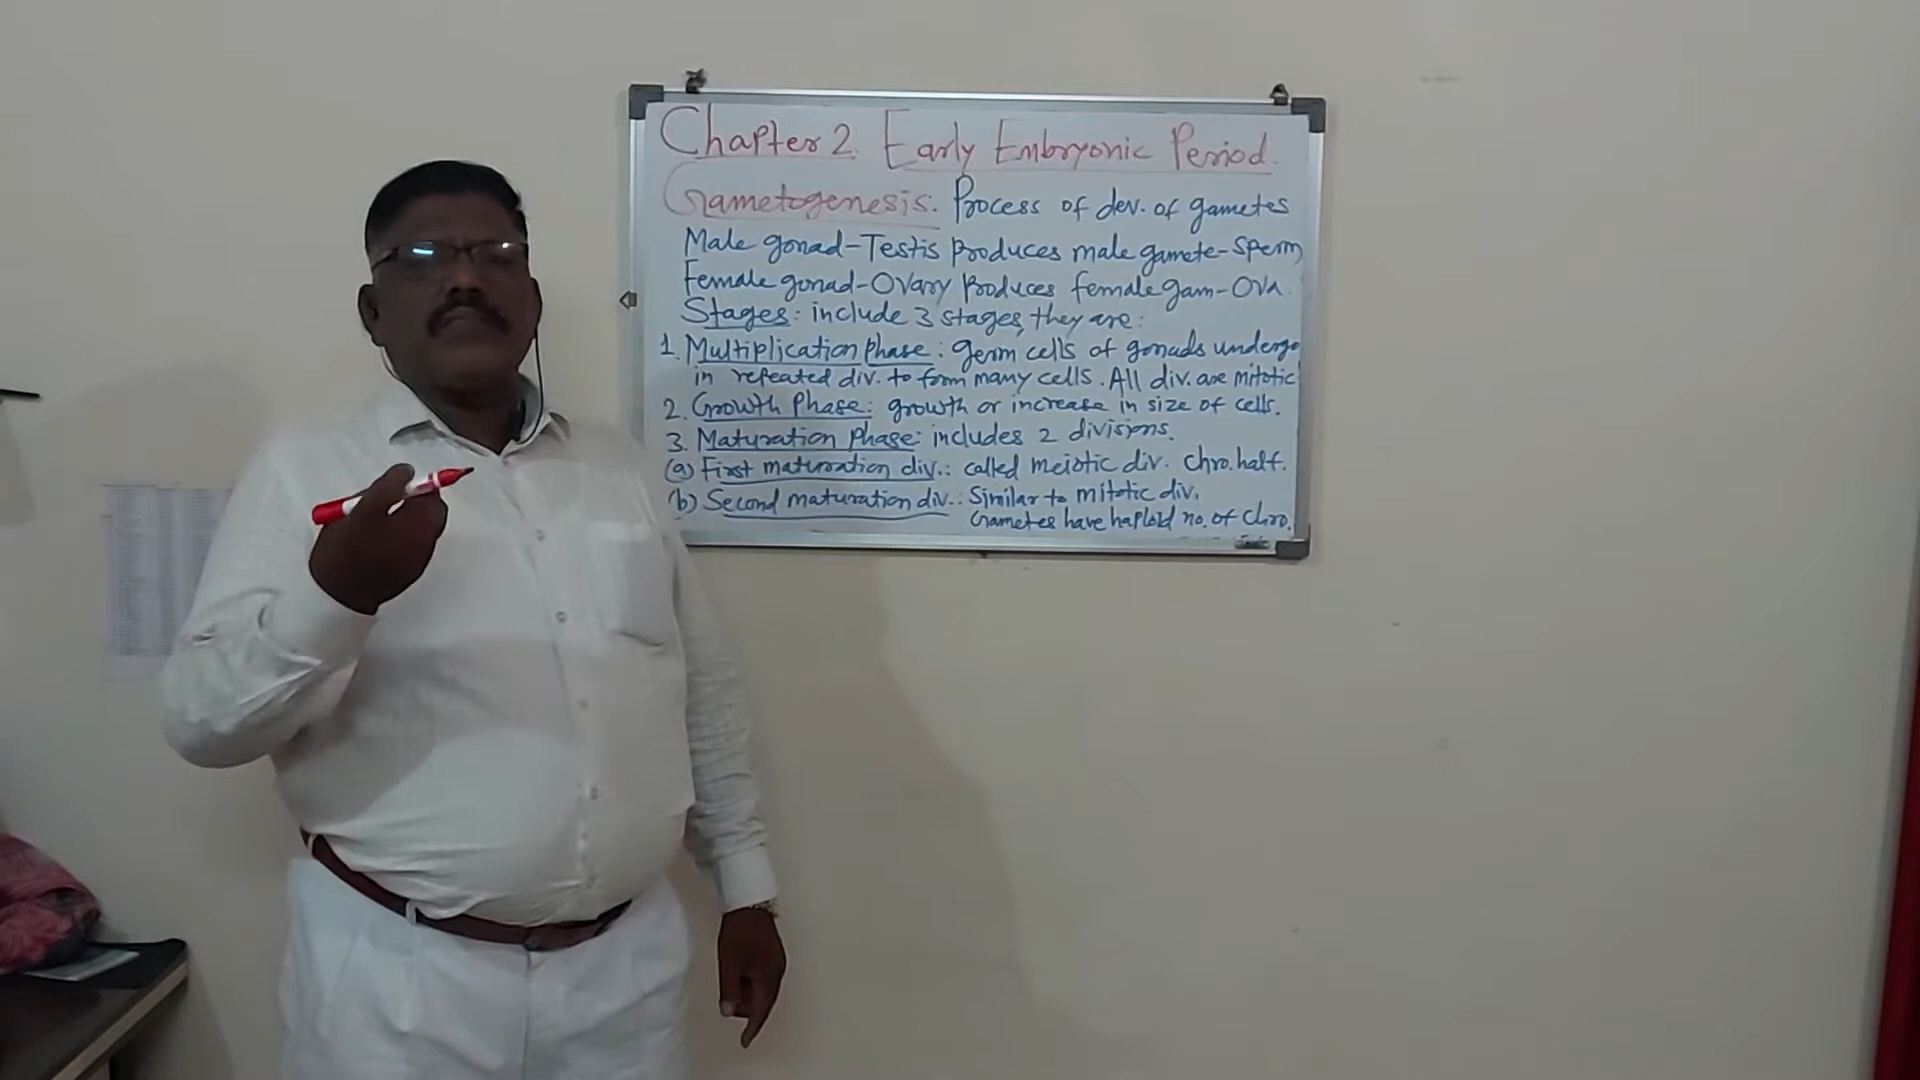 Chapter 2. Early Embryonic Period.
Gametogenesis: Process of dev. of gametes
Male gonad-Testis produces male gamete-Sperm,
Female gonad-Ovary produces female gam-Ova.
Stages: include 3 stages, they are:
1. Multiplication phase: germ cells of gonads undergo
in repeated div. to form many cells. All div. are mitotic
2. Growth Phase: growth or increase in size of cells.
3. Maturation phase: includes 2 divisions.
(a) First maturation div.: called meiotic div. chro. half.
(b) Second maturation div.: Similar to mitotic div.
Gametes have haploid no. of chro.